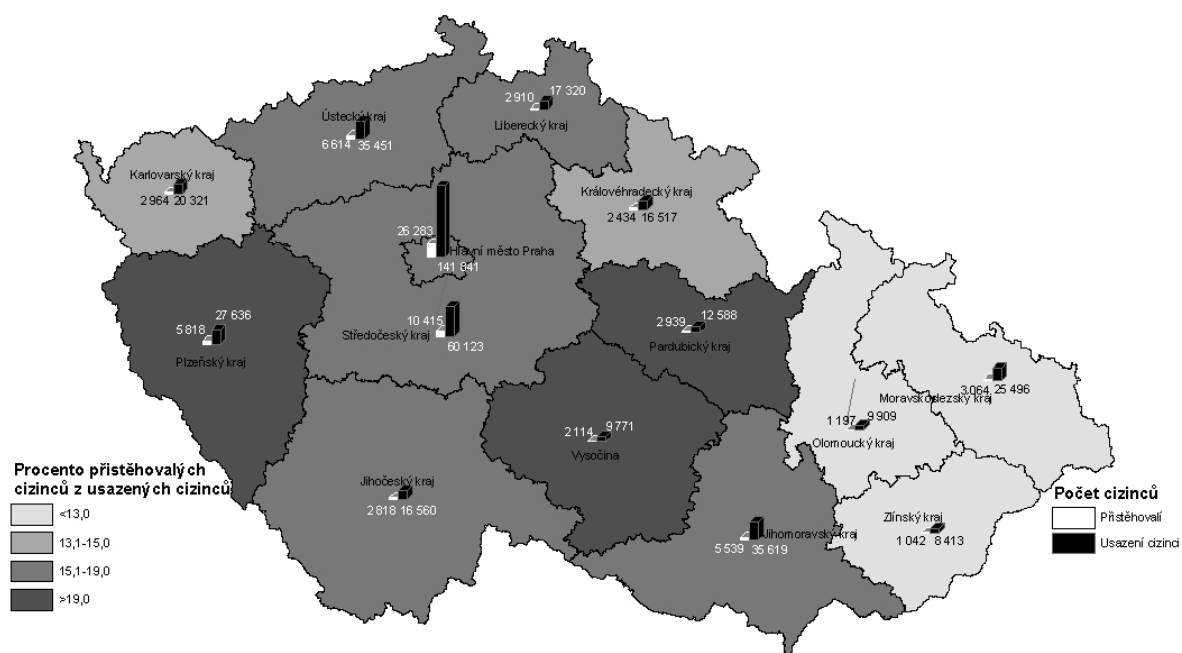 2 910 17 320
Liberecký kraj
Ústecký kraj
6 614 35 451
Karlovarský kraj
2 964 20 321
Královéhradecký kraj
2 434 16 517
26 283
Hlavní město Praha
141 841
27 636
5 818
Plzeňský kraj
10 415
Středočeský kraj
60 123
12 588
2 939
Pardubický kraj
3 064 25 496
Moravskoslezský kraj
9 909
1 197
Olomoucký kraj
9 771
2 114
Vysočina
Jihočeský kraj
2 818 16 560
Jihomoravský kraj
5 539 35 619
Zlínský kraj
1 042 8 413
Procento přistěhovalých
cizinců z usazených cizinců
<13,0
13,1-15,0
15,1-19,0
>19,0
Počet cizinců
Přistěhovalí
Usazení cizinci